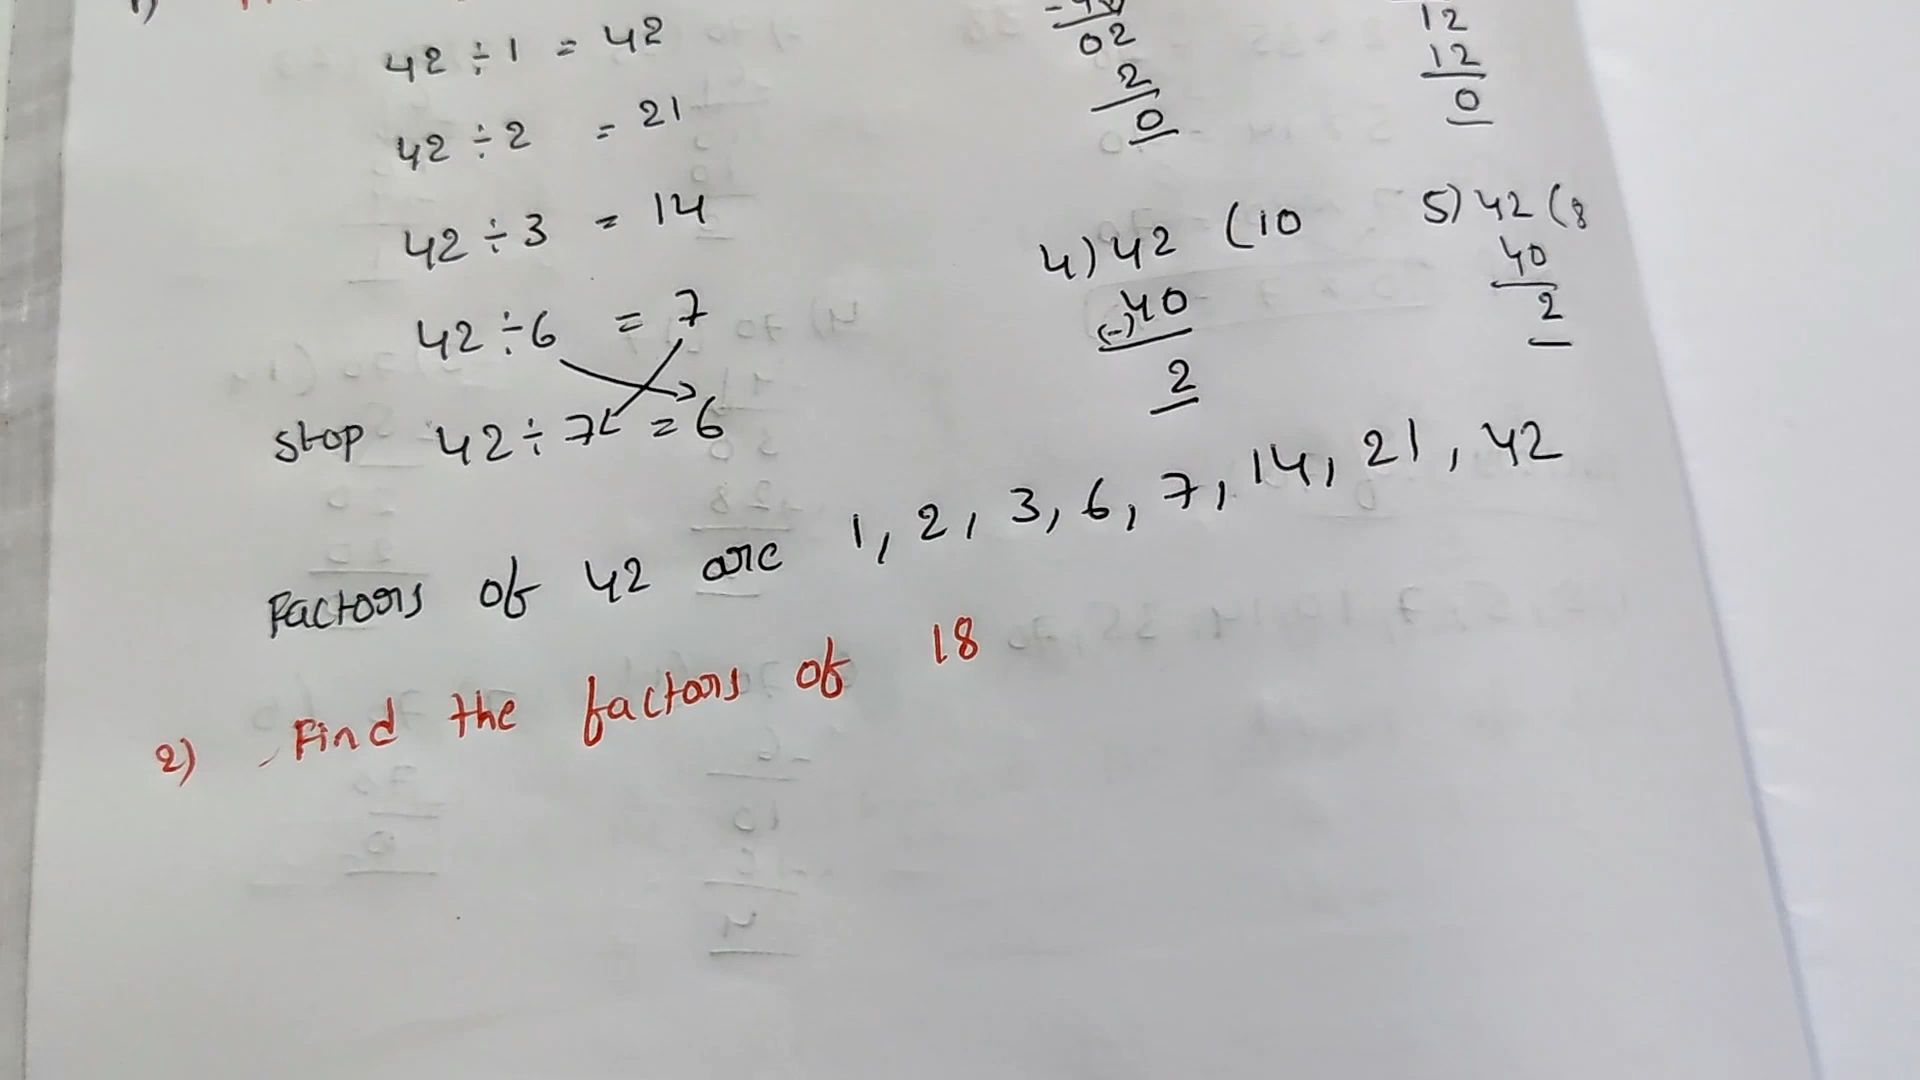 1)
42 ÷ 1 = 42
42 ÷ 2 = 21
42 ÷ 3 = 14
42 ÷ 6 = 7
stop 42 ÷ 7 = 6
02
2
0
12
12
0
4) 42 (10
(-) 40
2
5) 42 (8
40
2
Factors of 42 are 1, 2, 3, 6, 7, 14, 21, 42
2) Find the factors of 18